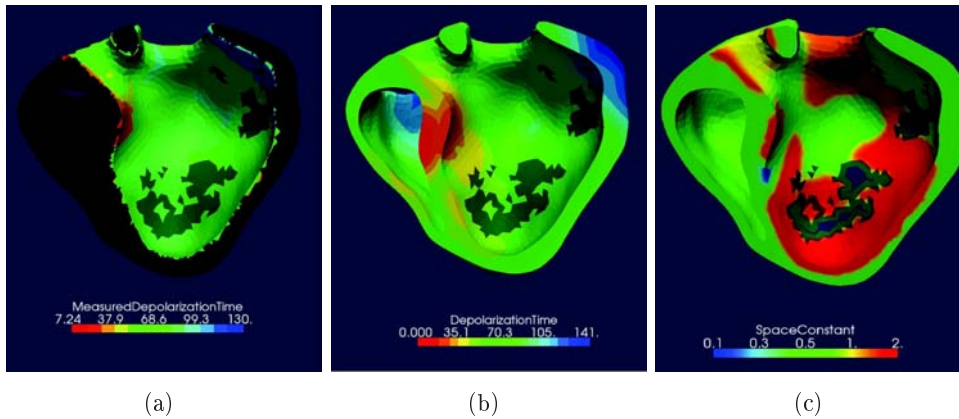 MeasuredDepolarizationTime
7.24 37.9 68.6 99.3 130.
DepolarizationTime
0.000 35.1 70.3 105. 141.
SpaceConstant
0.1 0.3 0.5 1. 2.
(a) (b) (c)